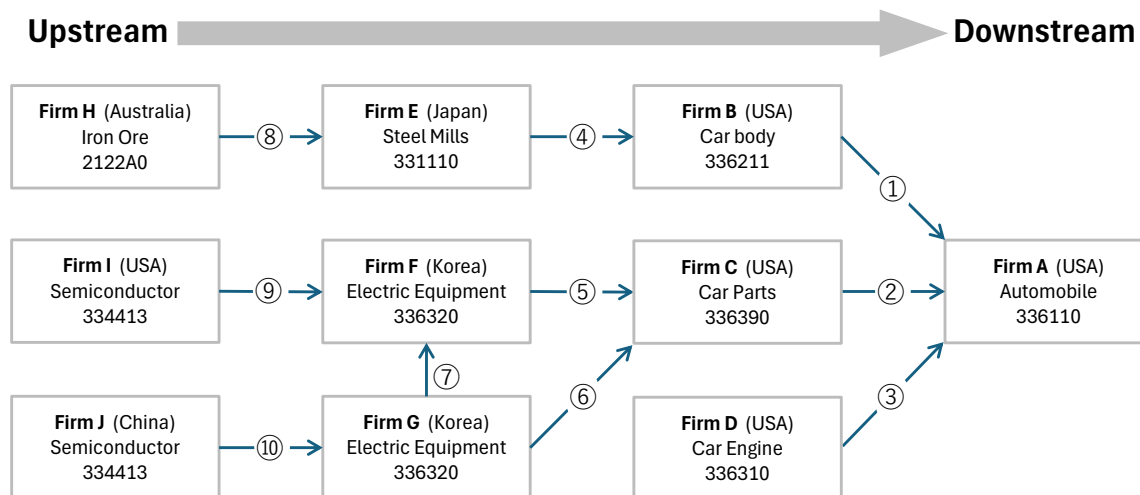 Upstream
Downstream
Firm H (Australia)
Iron Ore
2122A0
⑧
Firm E (Japan)
Steel Mills
331110
④
Firm B (USA)
Car body
336211
①
Firm I (USA)
Semiconductor
334413
⑨
Firm F (Korea)
Electric Equipment
336320
⑤
Firm C (USA)
Car Parts
336390
②
Firm A (USA)
Automobile
336110
⑦
⑥
③
Firm J (China)
Semiconductor
334413
⑩
Firm G (Korea)
Electric Equipment
336320
Firm D (USA)
Car Engine
336310